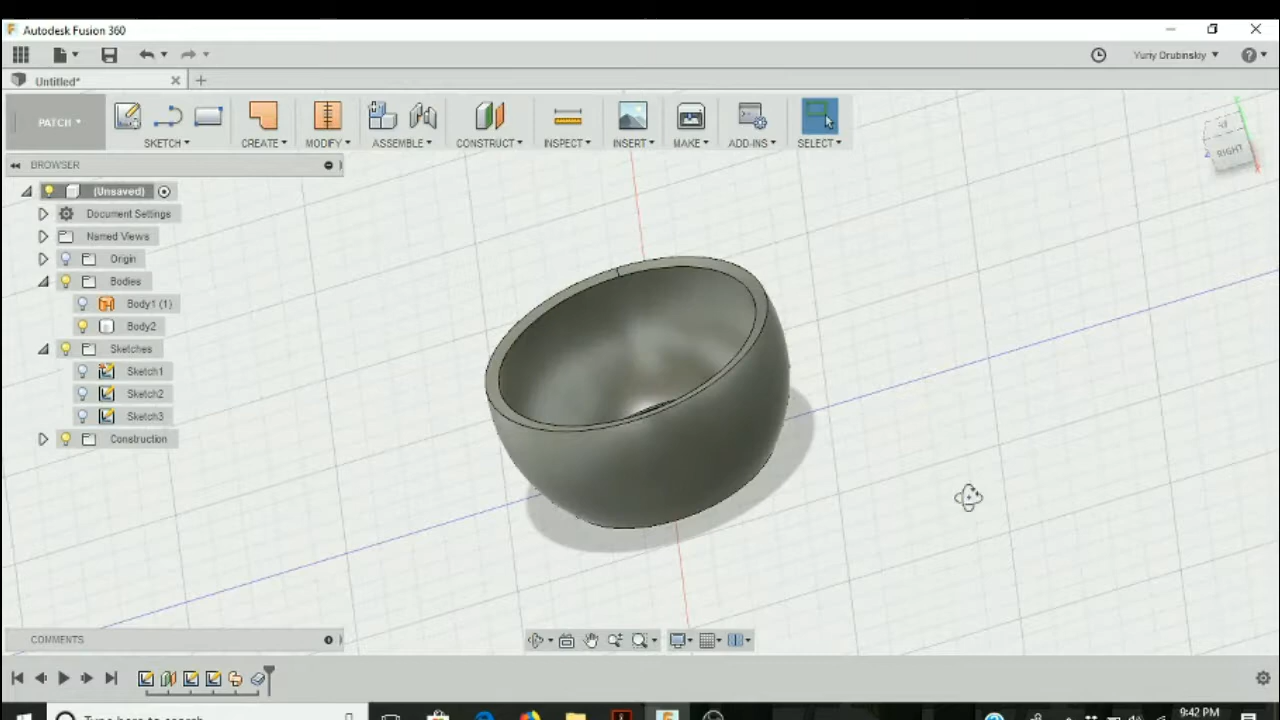 Autodesk Fusion 360
Yuriy Orubinskiy
Untitled*
PATCH
SKETCH
CREATE
MODIFY
ASSEMBLE
CONSTRUCT
INSPECT
INSERT
MAKE
ADD-INS
SELECT
RIGHT
BROWSER
(Unsaved)
Document Settings
Named Views
Origin
Bodies
Body1 (1)
Body2
Sketches
Sketch1
Sketch2
Sketch3
Construction
COMMENTS
Type here to search
9:42 PM